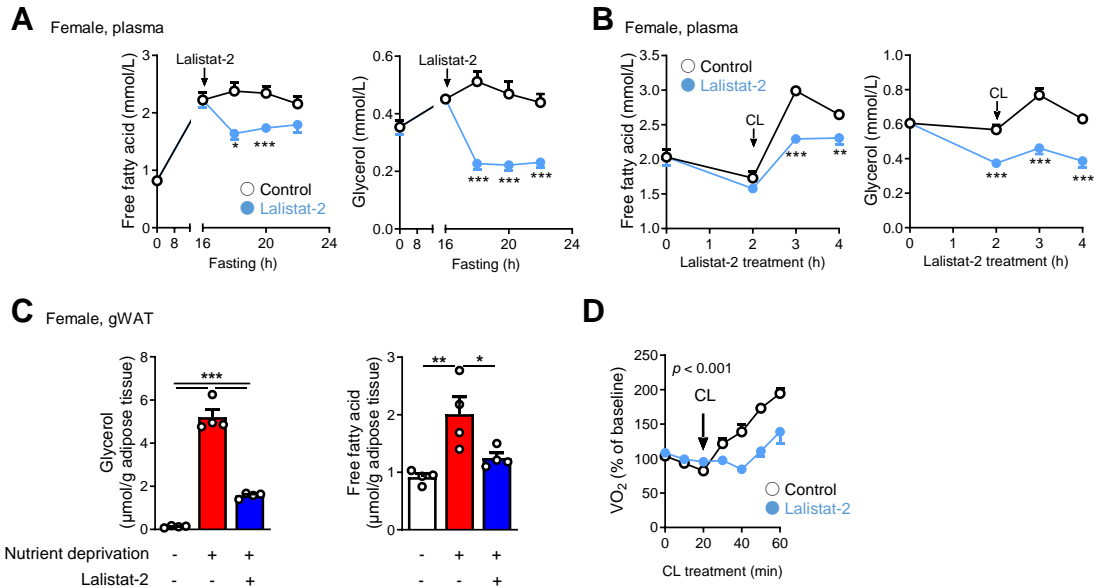 A Female, plasma
Free fatty acid (mmol/L)
3
2
1
0
Lalistat-2
*
***
Control
Lalistat-2
0 8 16 20 24
Fasting (h)
Glycerol (mmol/L)
0.6
0.4
0.2
0
Lalistat-2
*** *** ***
0 8 16 20 24
Fasting (h)
B Female, plasma
Free fatty acid (mmol/L)
3.0
2.5
2.0
1.5
1.0
Control
Lalistat-2
CL
*** **
0 1 2 3 4
Lalistat-2 treatment (h)
Glycerol (mmol/L)
1.0
0.8
0.6
0.4
0.2
0
CL
*** *** ***
0 1 2 3 4
Lalistat-2 treatment (h)
C Female, gWAT
Glycerol
(μmol/g adipose tissue)
8
6
4
2
0
***
Free fatty acid
(μmol/g adipose tissue)
3
2
1
0
** *
Nutrient deprivation - + + - + +
Lalistat-2 + +
D
VO2 (% of baseline)
250
200
150
100
50
0
p < 0.001
CL
Control
Lalistat-2
0 20 40 60
CL treatment (min)